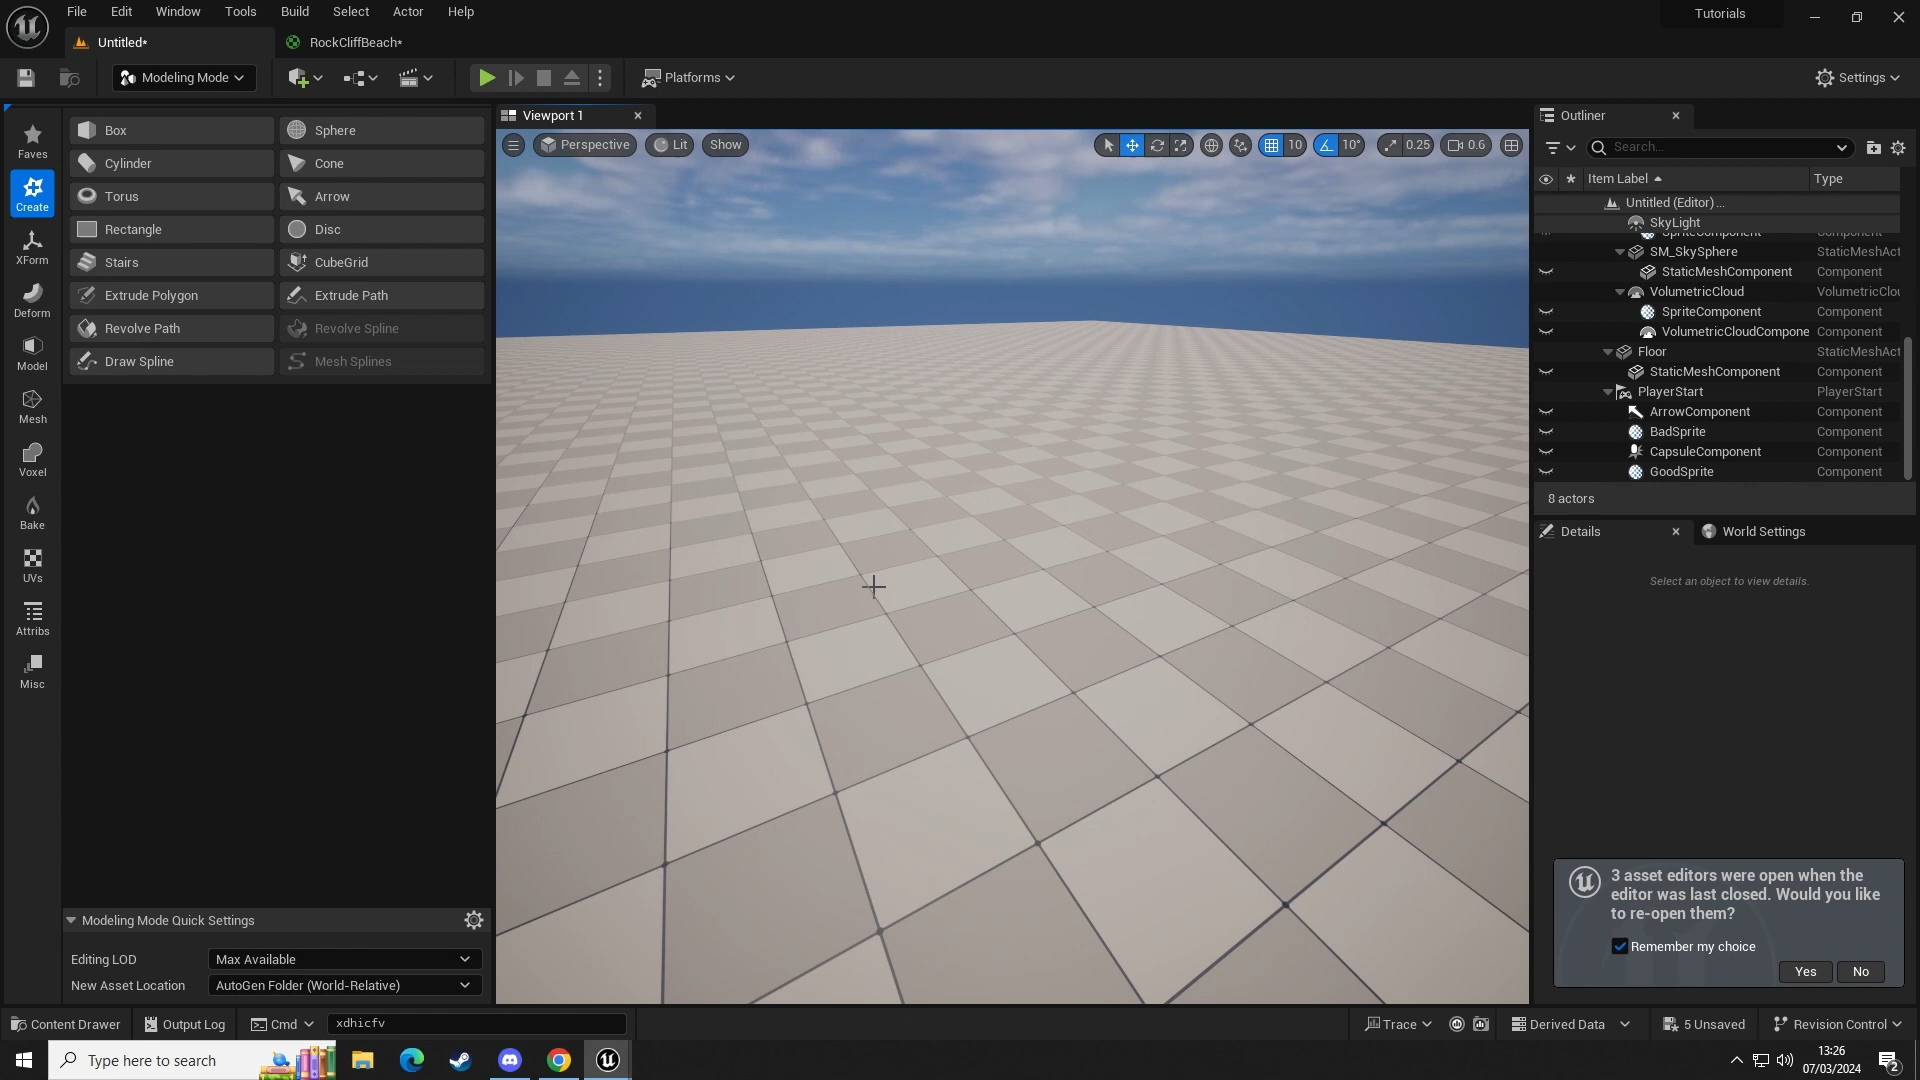 File Edit Window Tools Build Select Actor Help
Tutorials
Untitled*
RockCliffBeach*
Modeling Mode
Platforms
Settings
Faves
Create
XForm
Deform
Model
Mesh
Voxel
Bake
UVs
Attribs
Misc
Box
Sphere
Cylinder
Cone
Torus
Arrow
Rectangle
Disc
Stairs
CubeGrid
Extrude Polygon
Extrude Path
Revolve Path
Revolve Spline
Draw Spline
Mesh Splines
Modeling Mode Quick Settings
Editing LOD
Max Available
New Asset Location
AutoGen Folder (World-Relative)
Viewport 1
Perspective
Lit
Show
10
10°
0.25
0.6
Outliner
Search...
Item Label
Type
Untitled (Editor)...
SkyLight
SpriteComponent Component
SM_SkySphere StaticMeshAct
StaticMeshComponent Component
VolumetricCloud VolumetricClou
SpriteComponent Component
VolumetricCloudCompone Component
Floor StaticMeshAct
StaticMeshComponent Component
PlayerStart PlayerStart
ArrowComponent Component
BadSprite Component
CapsuleComponent Component
GoodSprite Component
8 actors
Details
World Settings
Select an object to view details.
3 asset editors were open when the
editor was last closed. Would you like
to re-open them?
Remember my choice
Yes
No
Content Drawer
Output Log
Cmd
xdhicfv
Trace
Derived Data
5 Unsaved
Revision Control
Type here to search
13:26
07/03/2024
2